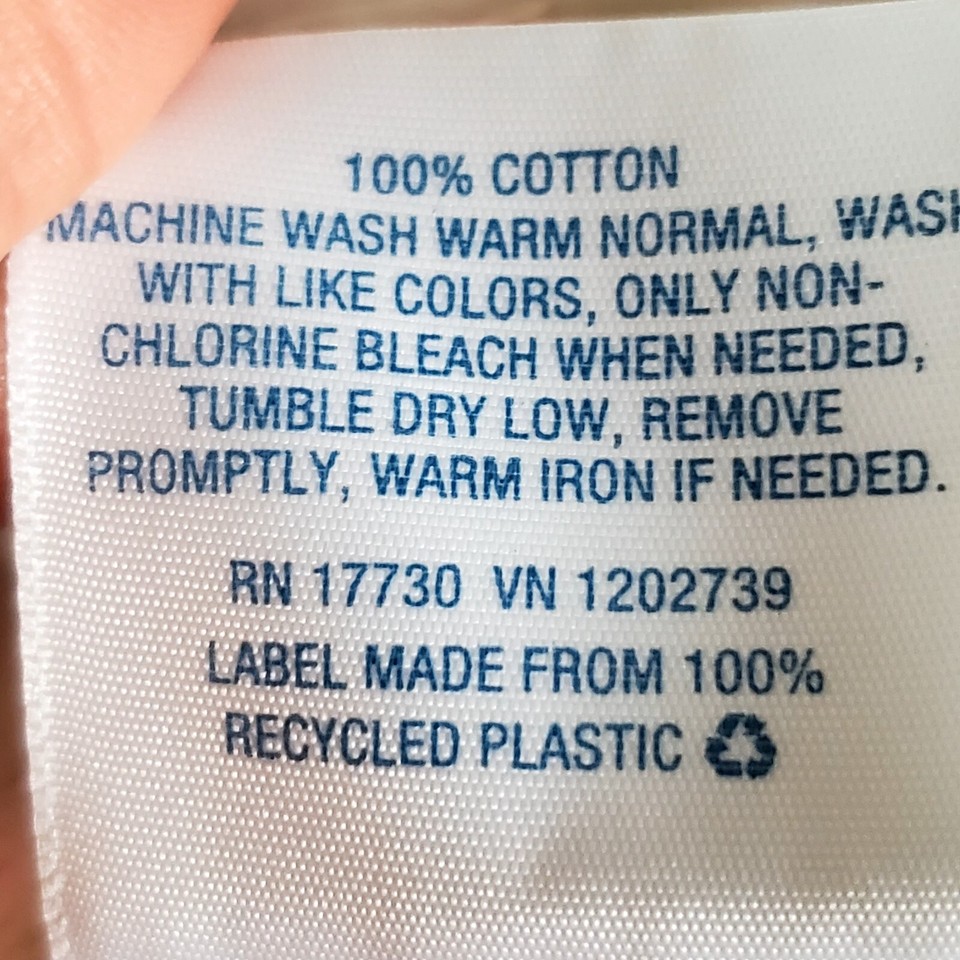 100% COTTON
MACHINE WASH WARM NORMAL, WASH
WITH LIKE COLORS, ONLY NON-
CHLORINE BLEACH WHEN NEEDED,
TUMBLE DRY LOW, REMOVE
PROMPTLY, WARM IRON IF NEEDED.
RN 17730 VN 1202739
LABEL MADE FROM 100%
RECYCLED PLASTIC